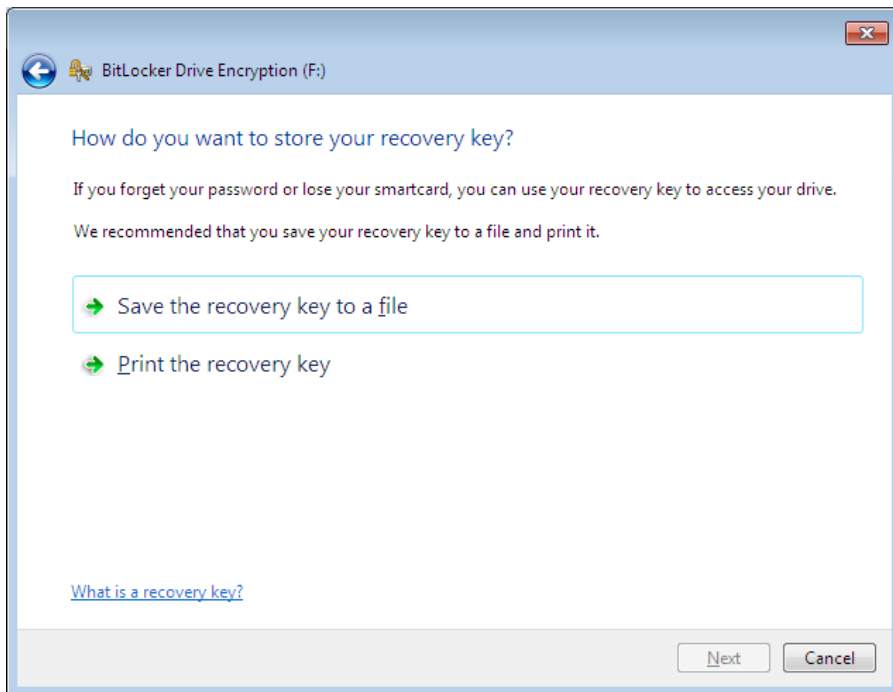 BitLocker Drive Encryption (F:)
How do you want to store your recovery key?
If you forget your password or lose your smartcard, you can use your recovery key to access your drive.
We recommended that you save your recovery key to a file and print it.
Save the recovery key to a file
Print the recovery key
What is a recovery key?
Next
Cancel